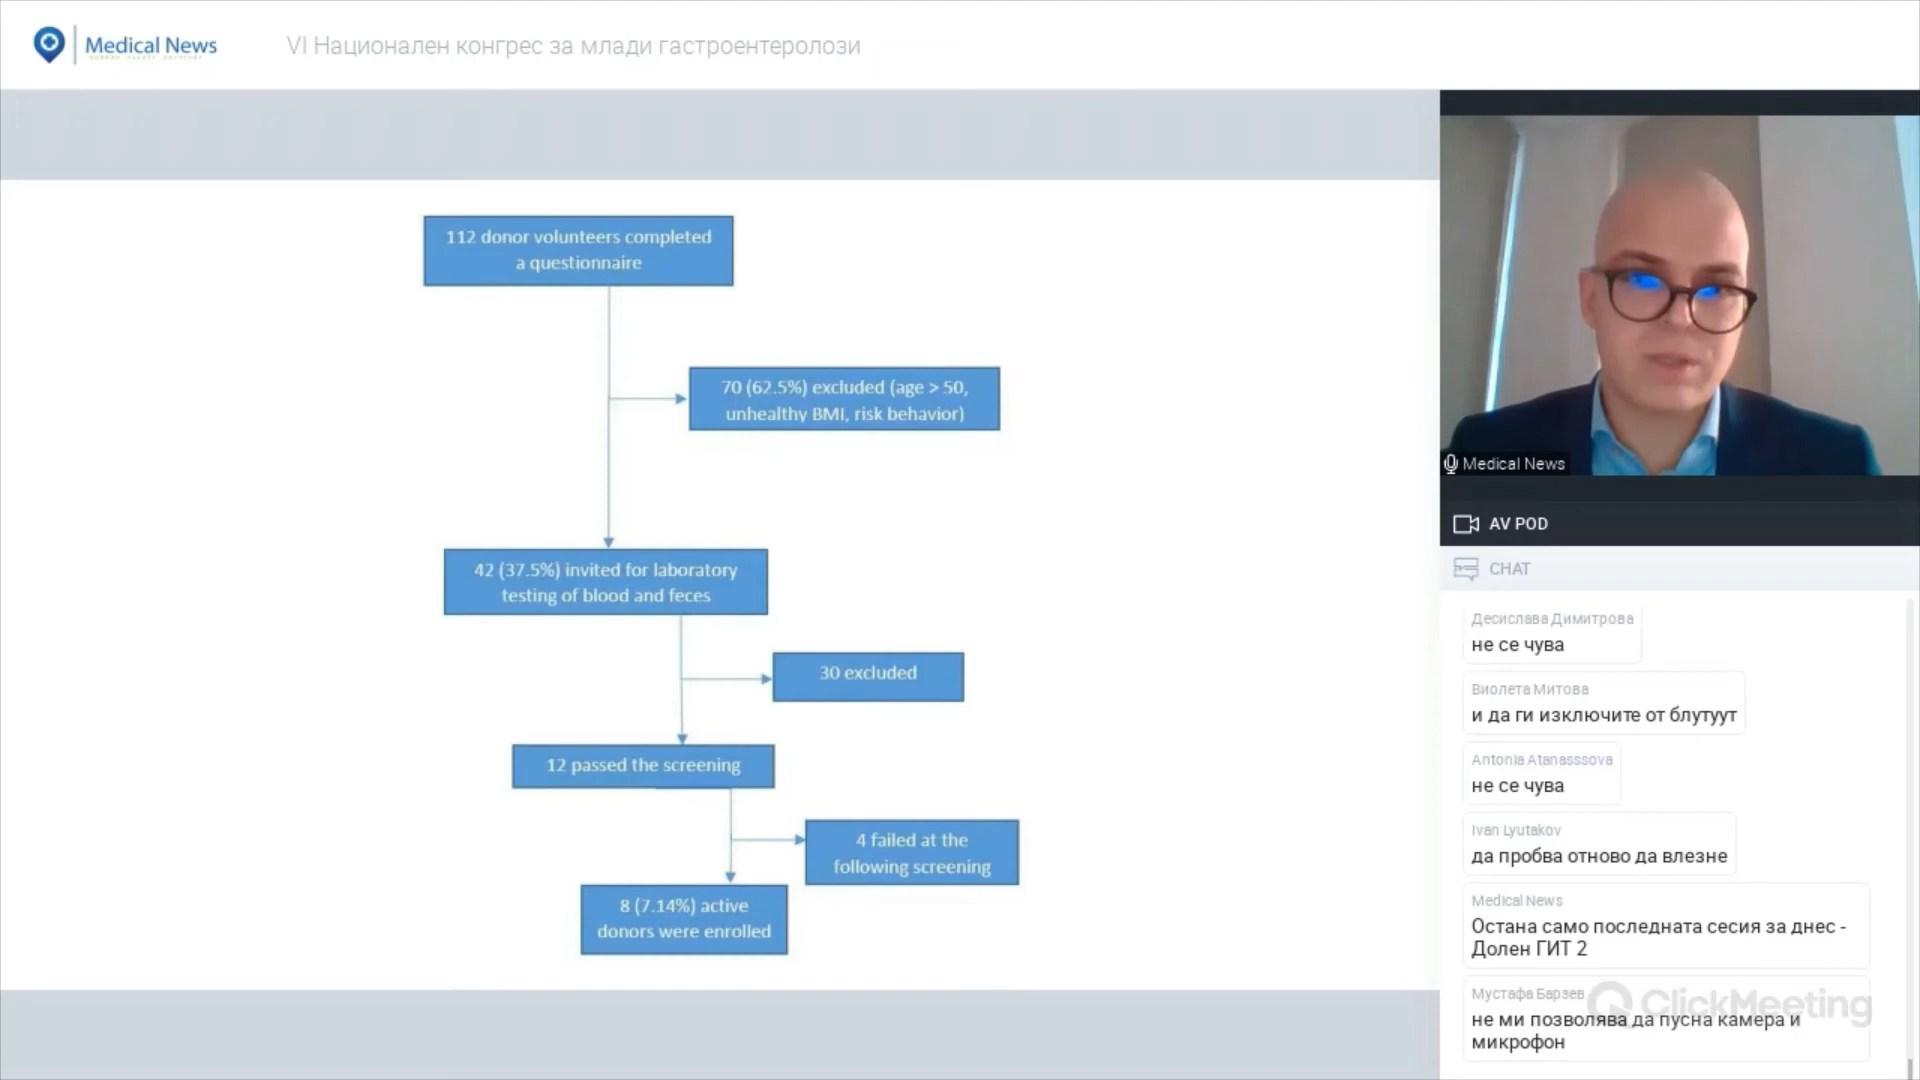 Medical News
VI Национален конгрес за млади гастроентеролози
112 donor volunteers completed
a questionnaire
70 (62.5%) excluded (age > 50,
unhealthy BMI, risk behavior)
42 (37.5%) invited for laboratory
testing of blood and feces
30 excluded
12 passed the screening
4 failed at the
following screening
8 (7.14%) active
donors were enrolled
Medical News
AV POD
CHAT
Десислава Димитрова
не се чува
Виолета Митова
и да ги изключите от блутуут
Antonia Atanasssova
не се чува
Ivan Lyutakov
да пробва отново да влезне
Medical News
Остана само последната сесия за днес -
Долен ГИТ 2
Мустафа Барзев
ClickMeeting
не ми позволява да пусна камера и
микрофон